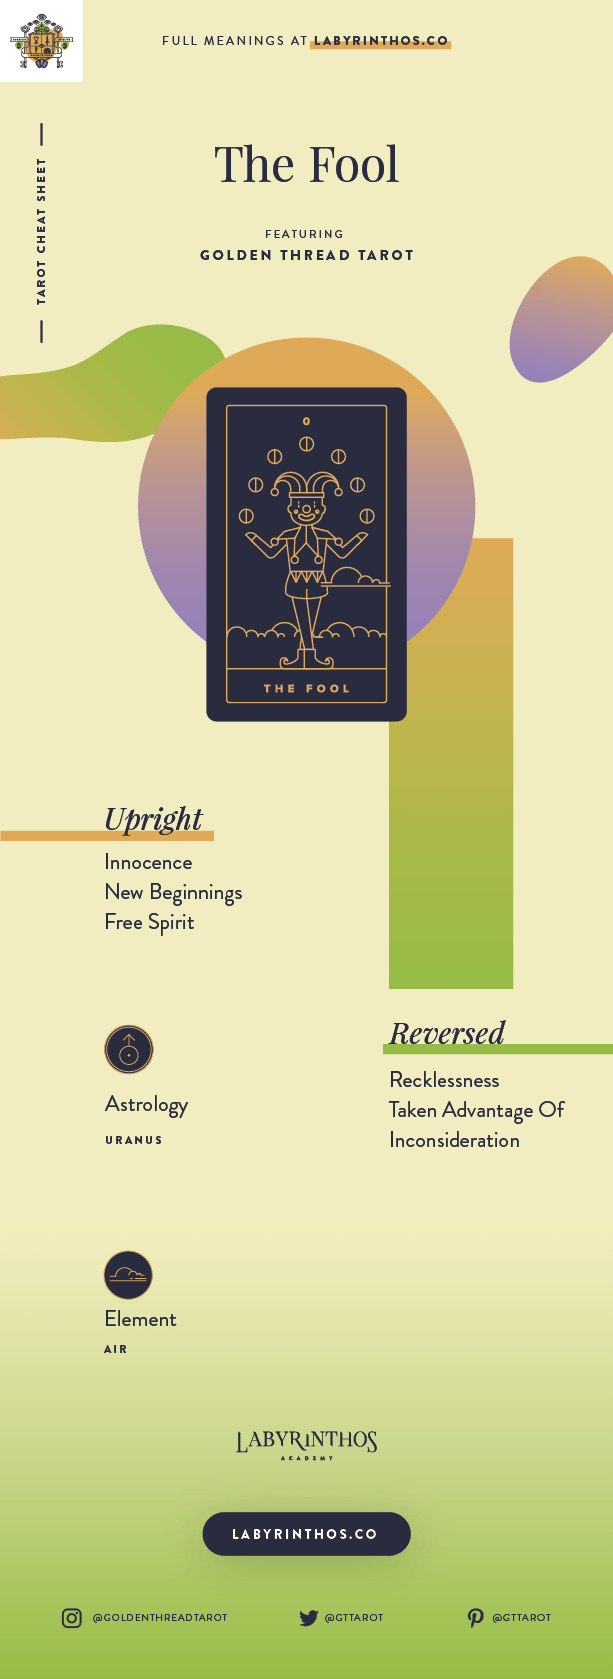 FULL MEANINGS AT LABYRINTHOS.CO
TAROT CHEAT SHEET
The Fool
FEATURING
GOLDEN THREAD TAROT
0
THE FOOL
Upright
Innocence
New Beginnings
Free Spirit
Reversed
Recklessness
Taken Advantage Of
Inconsideration
Astrology
URANUS
Element
AIR
LABYRINTHOS
ACADEMY
LABYRINTHOS.CO
@GOLDENTHREADTAROT
@GTTAROT
@GTTAROT